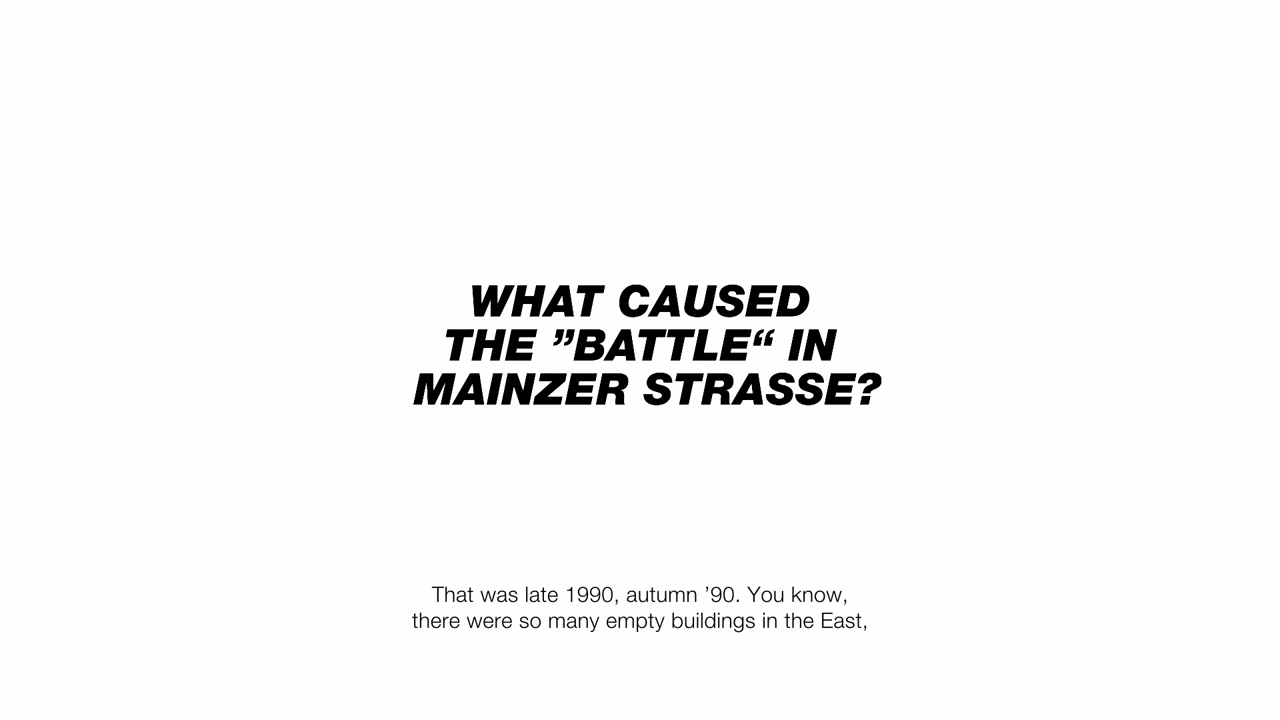 WHAT CAUSED
THE ”BATTLE“ IN
MAINZER STRASSE?
That was late 1990, autumn ’90. You know,
there were so many empty buildings in the East,